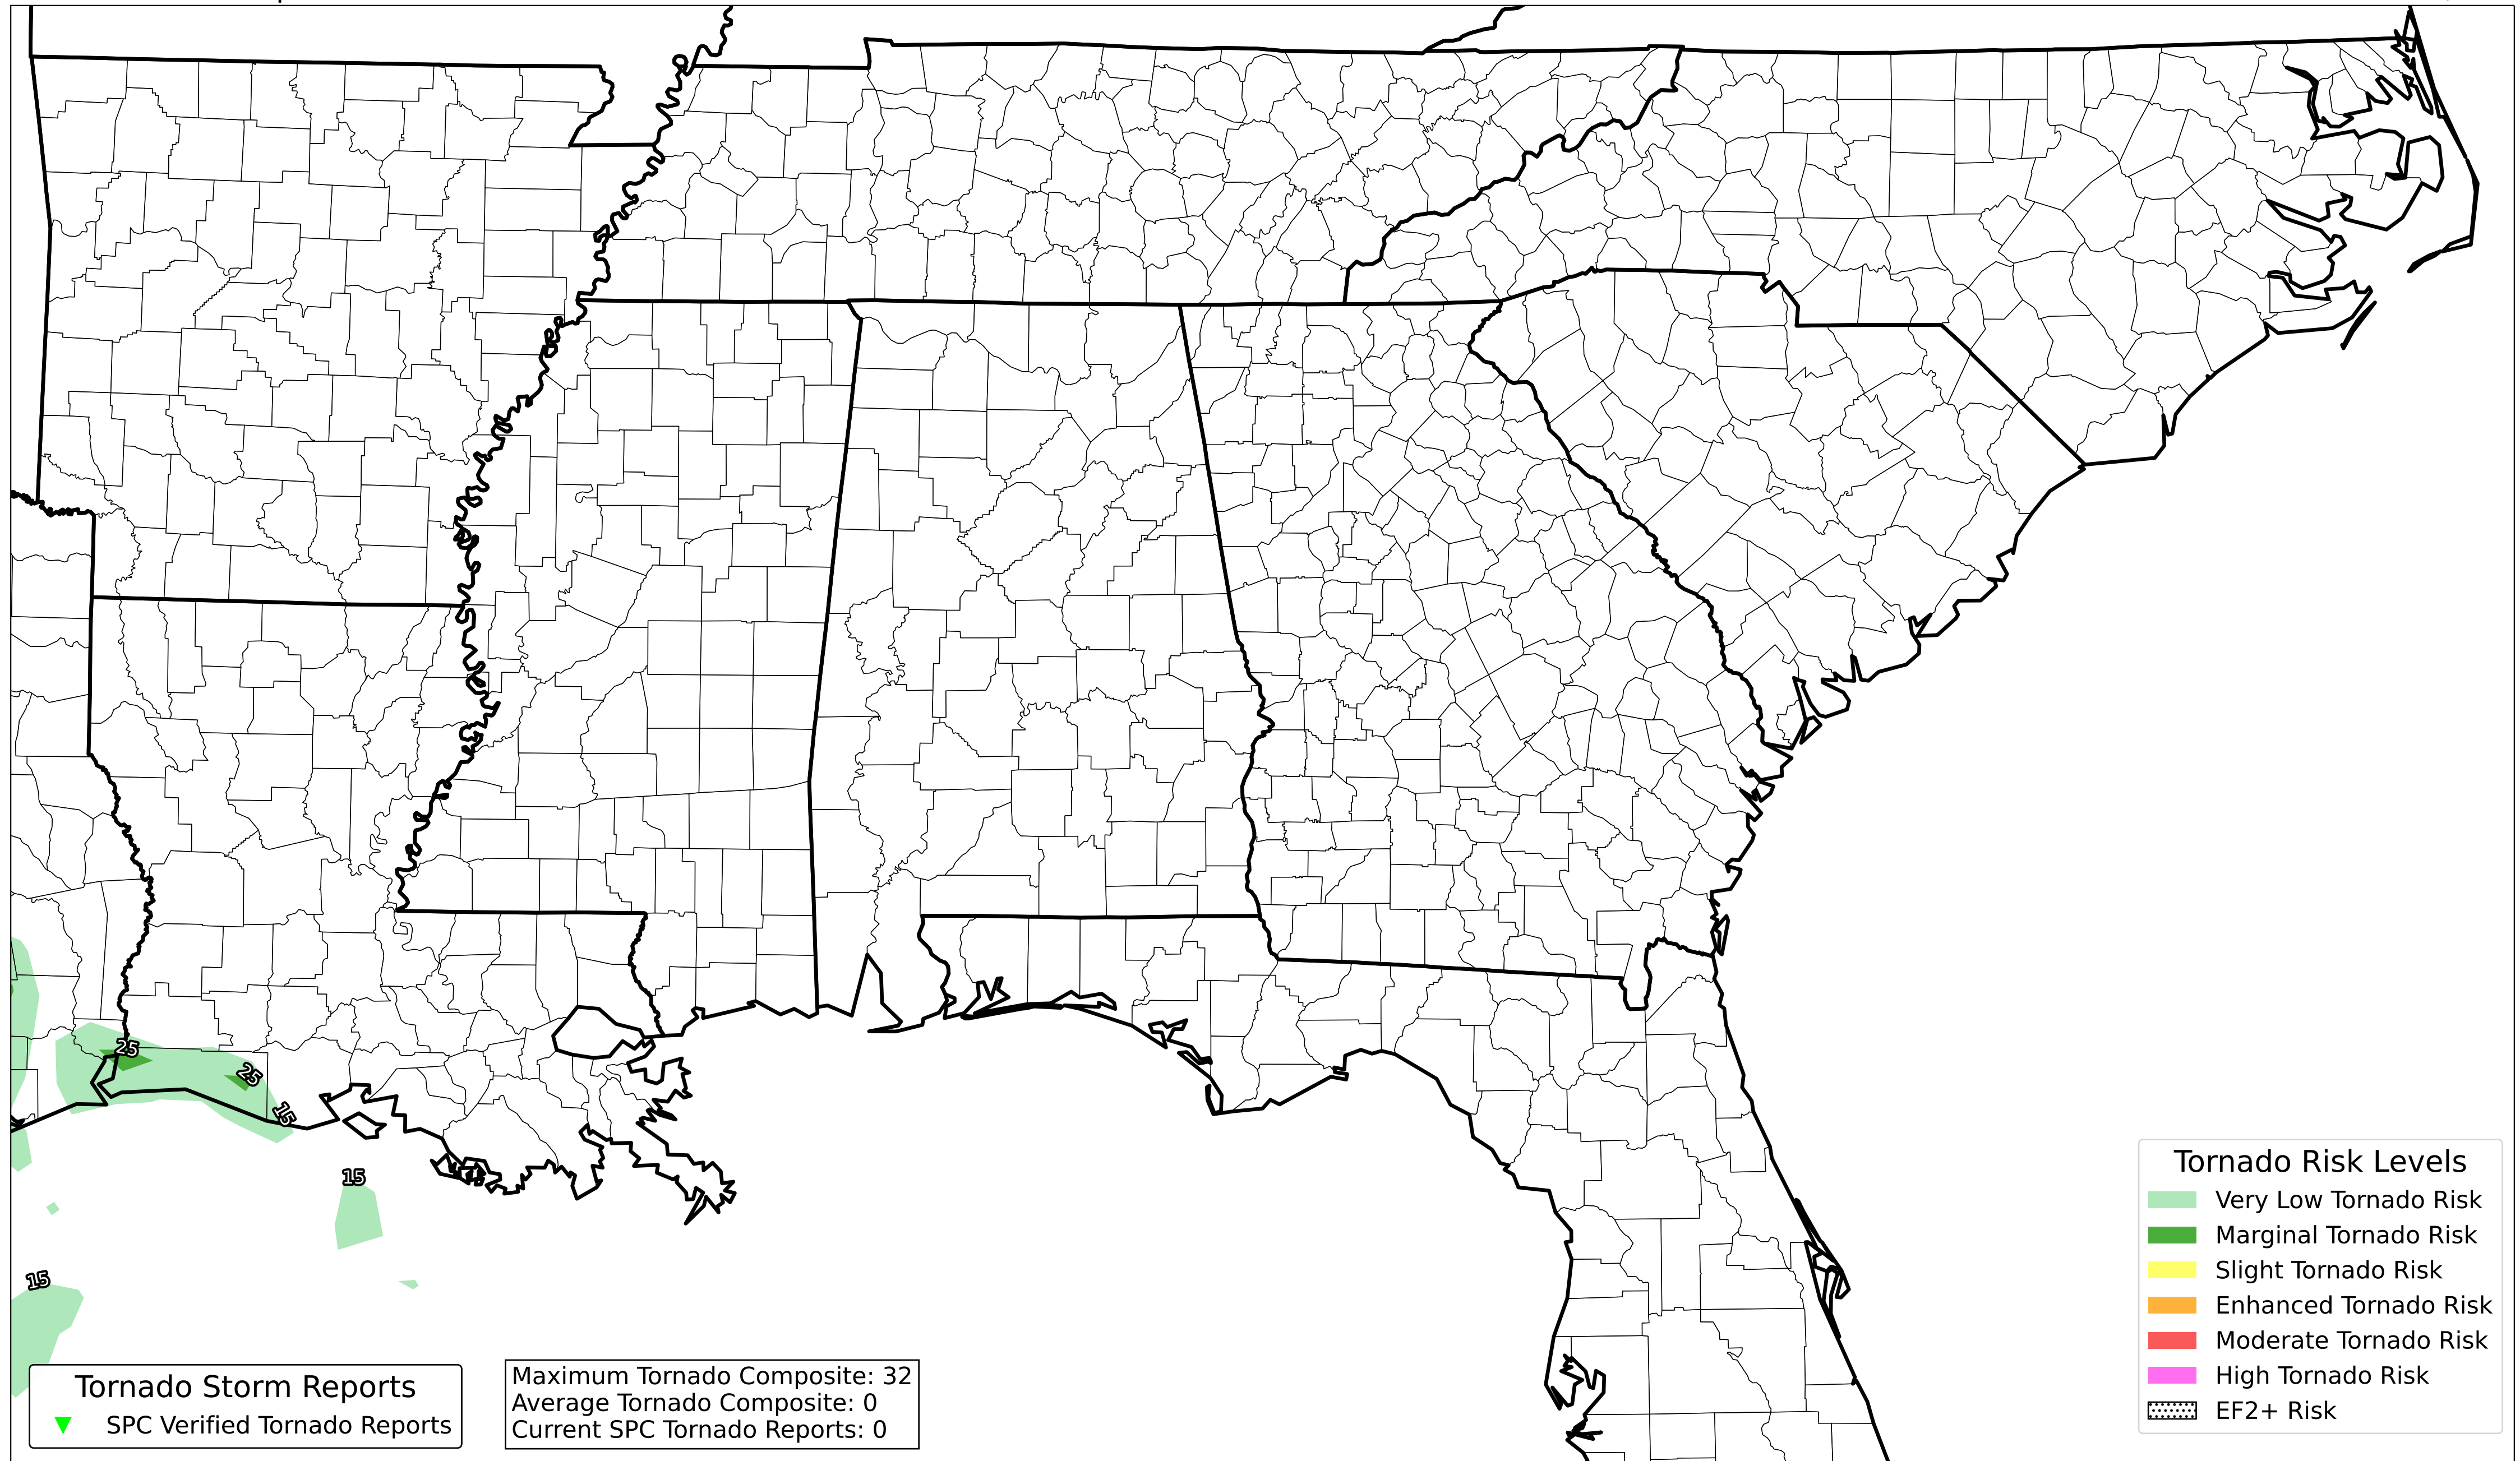 25
25
15
15
15
Tornado Storm Reports
SPC Verified Tornado Reports
Maximum Tornado Composite: 32
Average Tornado Composite: 0
Current SPC Tornado Reports: 0
Tornado Risk Levels
Very Low Tornado Risk
Marginal Tornado Risk
Slight Tornado Risk
Enhanced Tornado Risk
Moderate Tornado Risk
High Tornado Risk
EF2+ Risk